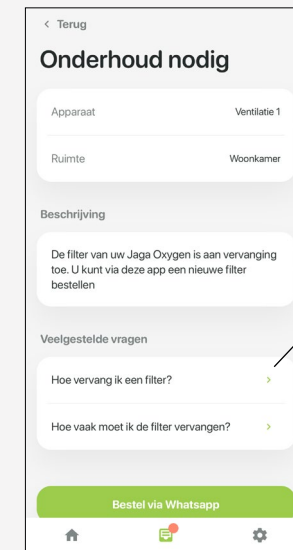 < Terug
Onderhoud nodig
Apparaat Ventilatie 1
Ruimte Woonkamer
Beschrijving
De filter van uw Jaga Oxygen is aan vervanging
toe. U kunt via deze app een nieuwe filter
bestellen
Veelgestelde vragen
Hoe vervang ik een filter? >
Hoe vaak moet ik de filter vervangen? >
Bestel via Whatsapp